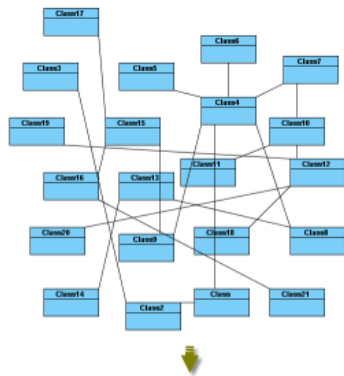 Class17
Class6
Class3
Class5
Class7
Class4
Class19
Class15
Class10
Class11
Class12
Class16
Class13
Class20
Class9
Class18
Class8
Class14
Class2
Class
Class21